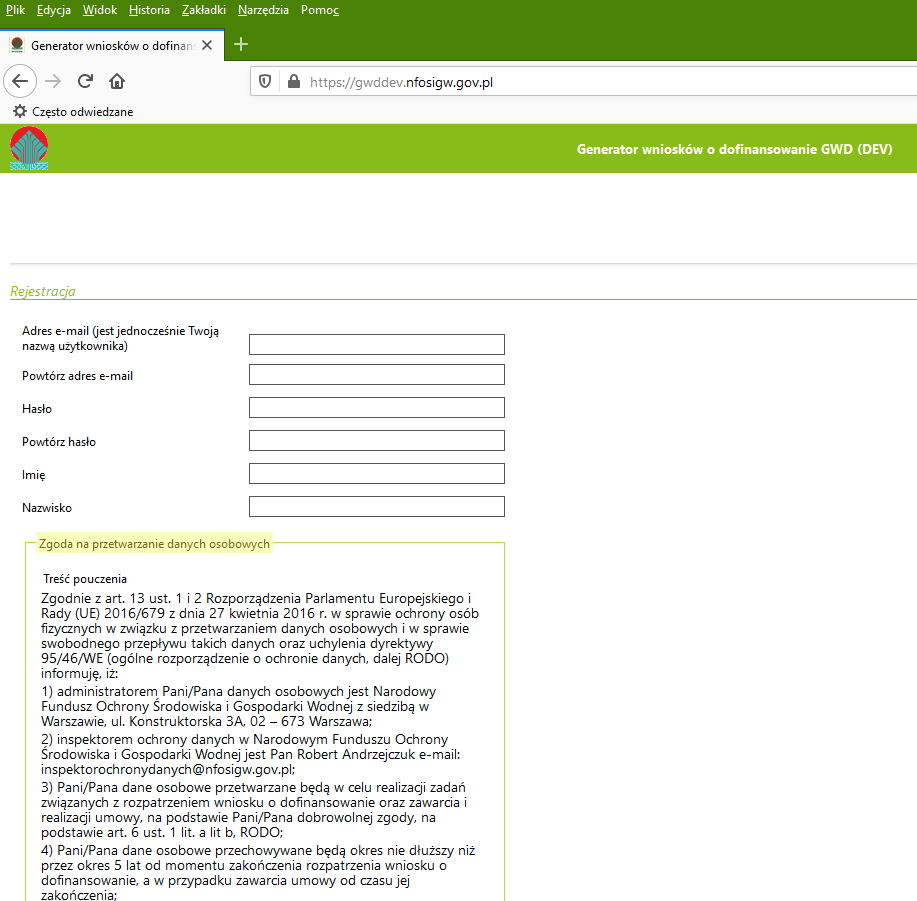 Plik Edycja Widok Historia Zakładki Narzędzia Pomoc
Generator wniosków o dofinans
https://gwddev.nfosigw.gov.pl
Często odwiedzane
Generator wniosków o dofinansowanie GWD (DEV)
Rejestracja
Adres e-mail (jest jednocześnie Twoją
nazwą użytkownika)
Powtórz adres e-mail
Hasło
Powtórz hasło
Imię
Nazwisko
Zgoda na przetwarzanie danych osobowych
Treść pouczenia
Zgodnie z art. 13 ust. 1 i 2 Rozporządzenia Parlamentu Europejskiego i
Rady (UE) 2016/679 z dnia 27 kwietnia 2016 r. w sprawie ochrony osób
fizycznych w związku z przetwarzaniem danych osobowych i w sprawie
swobodnego przepływu takich danych oraz uchylenia dyrektywy
95/46/WE (ogólne rozporządzenie o ochronie danych, dalej RODO)
informuję, iż:
1) administratorem Pani/Pana danych osobowych jest Narodowy
Fundusz Ochrony Środowiska i Gospodarki Wodnej z siedzibą w
Warszawie, ul. Konstruktorska 3A, 02 – 673 Warszawa;
2) inspektorem ochrony danych w Narodowym Funduszu Ochrony
Środowiska i Gospodarki Wodnej jest Pan Robert Andrzejczuk e-mail:
inspektorochronydanych@nfosigw.gov.pl;
3) Pani/Pana dane osobowe przetwarzane będą w celu realizacji zadań
związanych z rozpatrzeniem wniosku o dofinansowanie oraz zawarcia i
realizacji umowy, na podstawie Pani/Pana dobrowolnej zgody, na
podstawie art. 6 ust. 1 lit. a lit b, RODO;
4) Pani/Pana dane osobowe przechowywane będą okres nie dłuższy niż
przez okres 5 lat od momentu zakończenia rozpatrzenia wniosku o
dofinansowanie, a w przypadku zawarcia umowy od czasu jej
zakończenia;